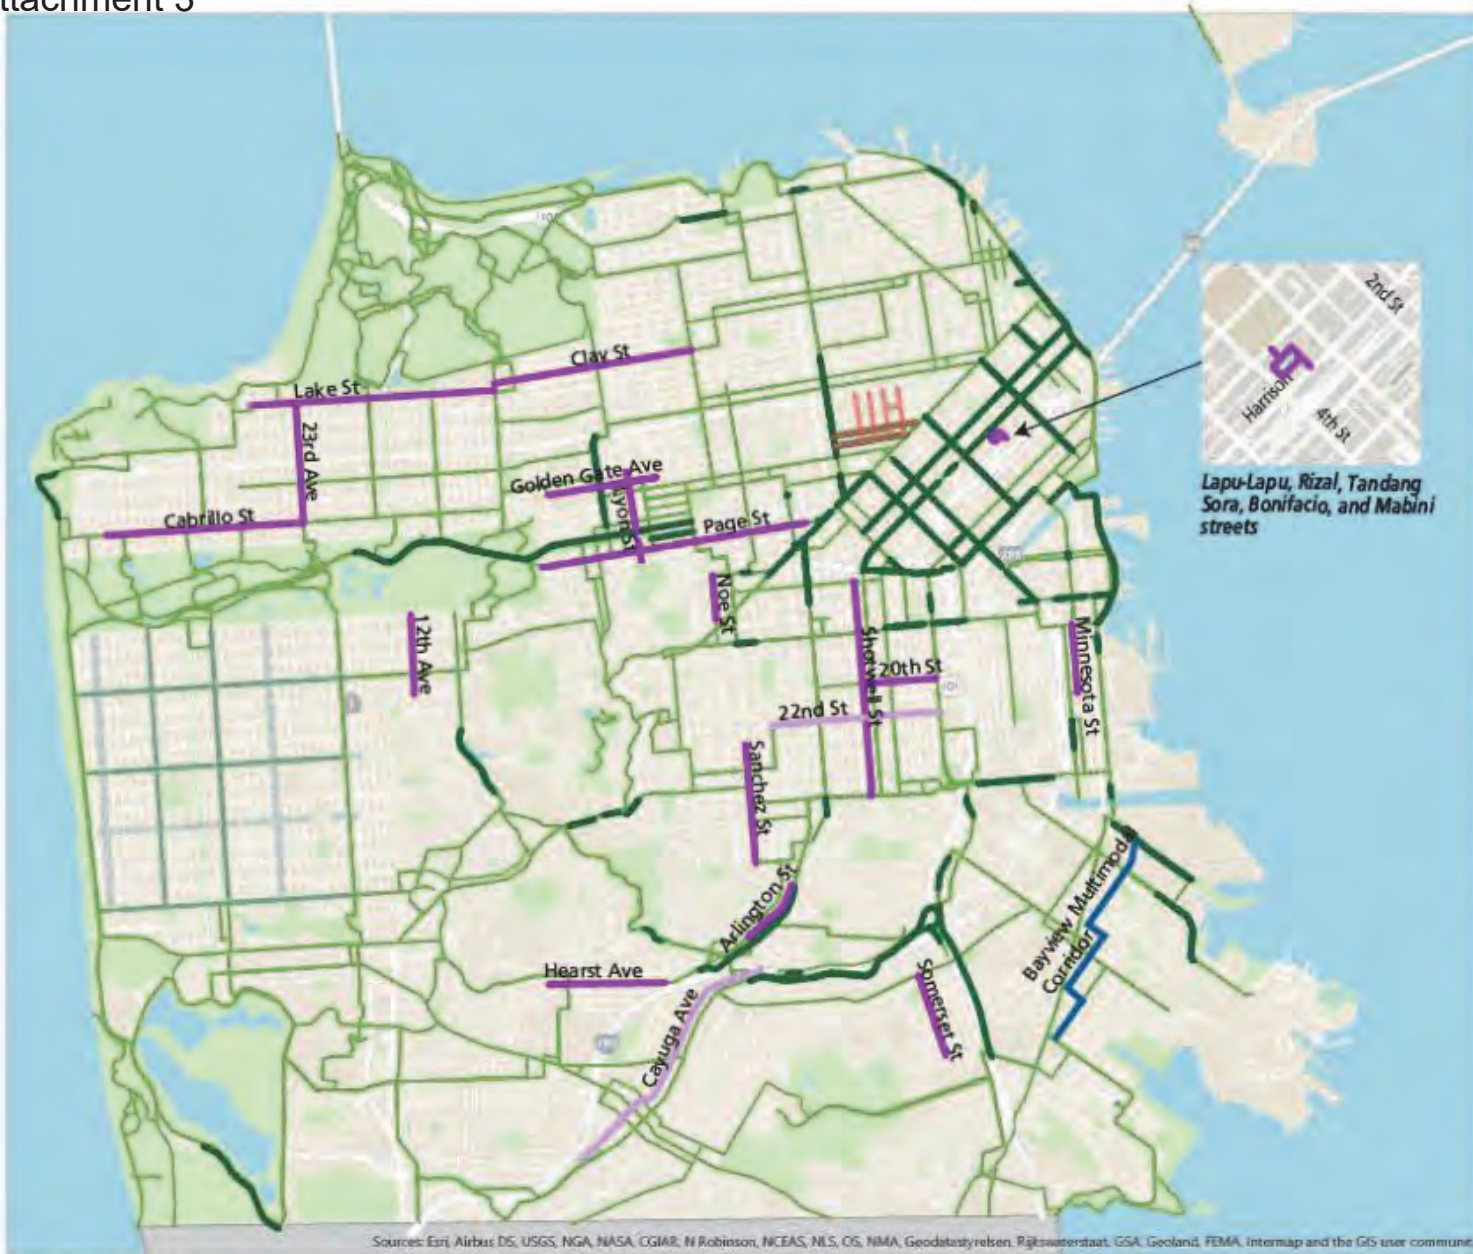 ttachment 3
Clay St
Lake St
23rd Ave
Golden Gate Ave
Cabrillo St
Page St
Noe St
12th Ave
Shotwell St
20th St
22nd St
Minnesota St
Sanchez St
Arlington St
Hearst Ave
Cayuga Ave
Somerset St
Bayview Multimodal
Corridor
2nd St
Harrison
4th St
Lapu-Lapu, Rizal, Tandang
Sora, Bonifacio, and Mabini
streets
Sources: Esri, Airbus DS, USGS, NGA, NASA, CGIAR, N Robinson, NCEAS, NLS, OS, NMA, Geodatastyrelsen, Rijkswaterstaat, GSA, Geoland, FEMA, Intermap and the GIS user commun